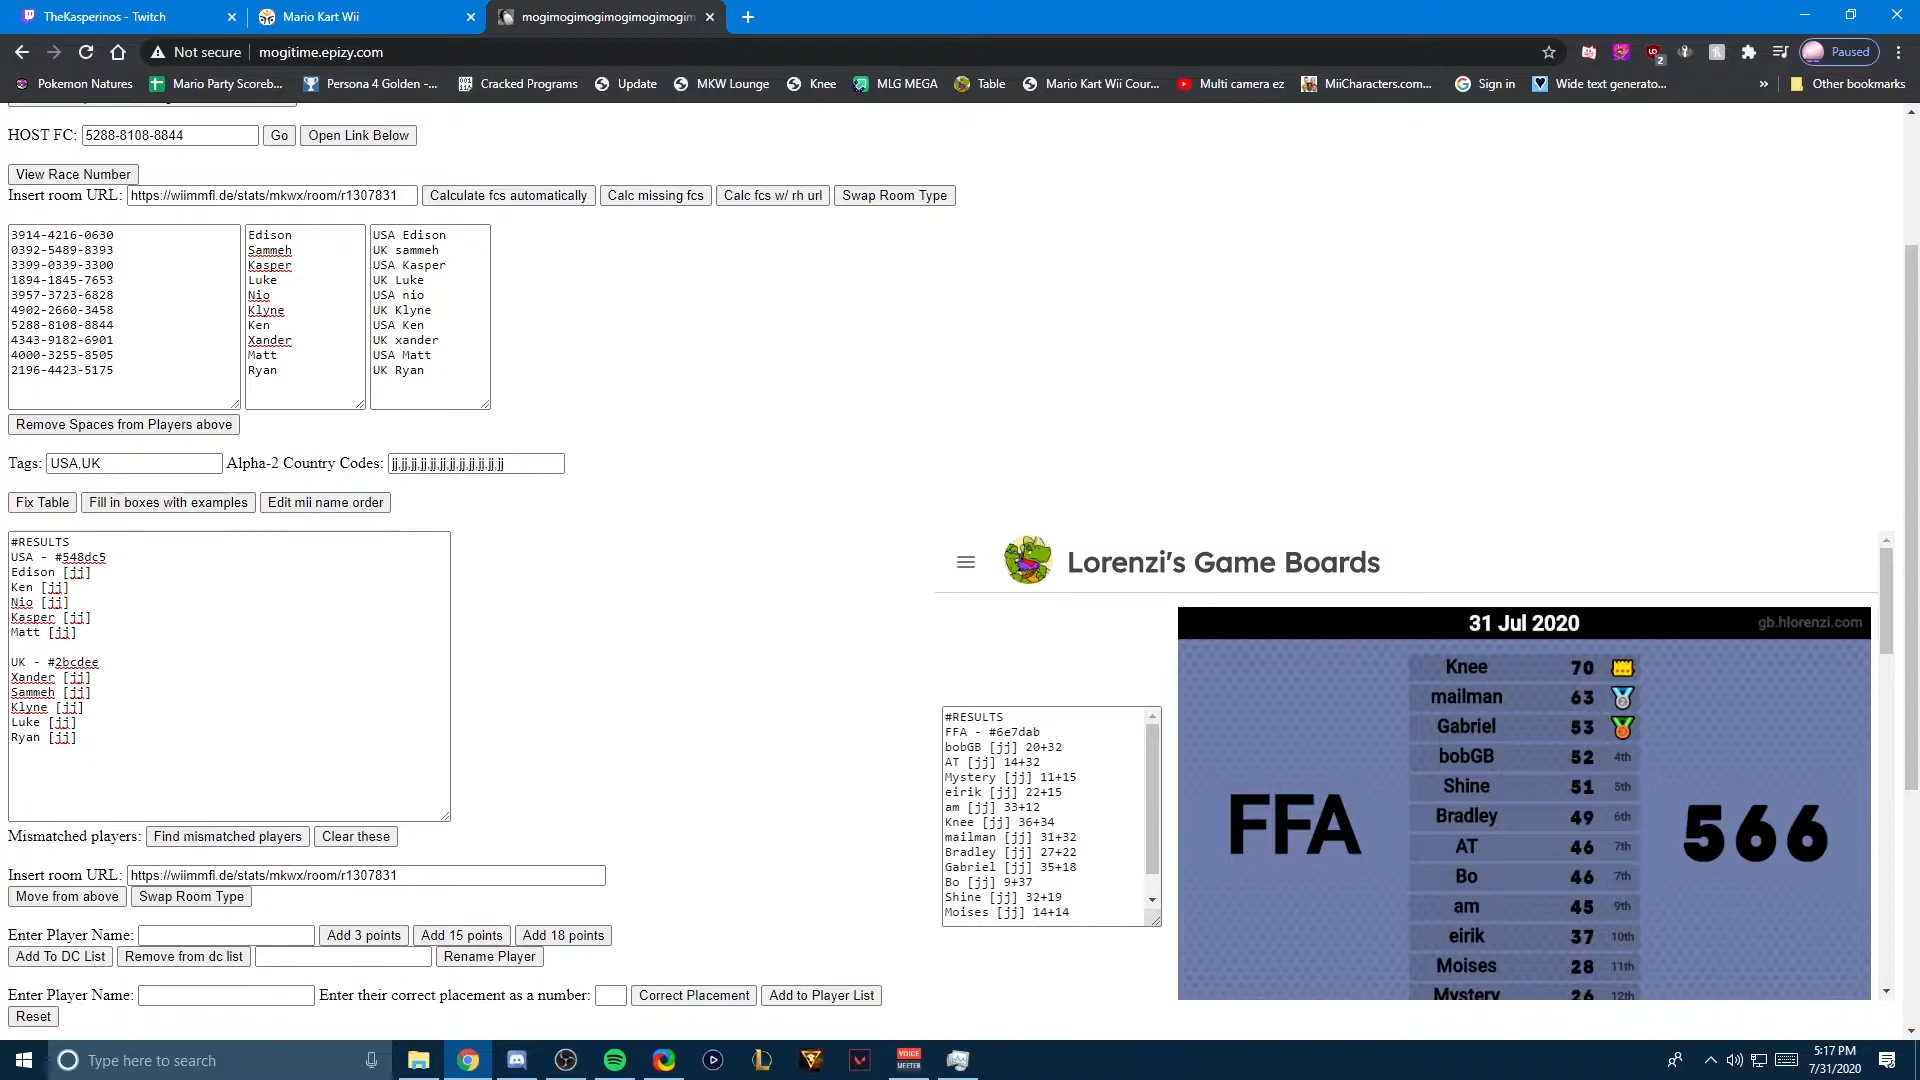 TheKasperinos - Twitch
Mario Kart Wii
mogimogimogimogimogimogim
Not secure
mogitime.epizy.com
Paused
Pokemon Natures
Mario Party Scoreb...
Persona 4 Golden -...
Cracked Programs
Update
MKW Lounge
Knee
MLG MEGA
Table
Mario Kart Wii Cour...
Multi camera ez
MiiCharacters.com...
Sign in
Wide text generato...
»
Other bookmarks
HOST FC: 5288-8108-8844 Go Open Link Below
View Race Number
Insert room URL: https://wiimmfi.de/stats/mkwx/room/r1307831 Calculate fcs automatically Calc missing fcs Calc fcs w/ rh url Swap Room Type
3914-4216-0630
0392-5489-8393
3399-0339-3300
1894-1845-7653
3957-3723-6828
4902-2660-3458
5288-8108-8844
4343-9182-6901
4000-3255-8505
2196-4423-5175
Edison
Sammeh
Kasper
Luke
Nio
Klyne
Ken
Xander
Matt
Ryan
USA Edison
UK sammeh
USA Kasper
UK Luke
USA nio
UK Klyne
USA Ken
UK xander
USA Matt
UK Ryan
Remove Spaces from Players above
Tags: USA,UK Alpha-2 Country Codes: jj,jj,jj,jj,jj,jj,jj,jj,jj,jj,jj,jj
Fix Table Fill in boxes with examples Edit mii name order
#RESULTS
USA - #548dc5
Edison [jj]
Ken [jj]
Nio [jj]
Kasper [jj]
Matt [jj]
UK - #2bcdee
Xander [jj]
Sammeh [jj]
Klyne [jj]
Luke [jj]
Ryan [jj]
Mismatched players: Find mismatched players Clear these
Insert room URL: https://wiimmfi.de/stats/mkwx/room/r1307831
Move from above Swap Room Type
Enter Player Name: Add 3 points Add 15 points Add 18 points
Add To DC List Remove from dc list Rename Player
Enter Player Name: Enter their correct placement as a number: Correct Placement Add to Player List
Reset
Lorenzi's Game Boards
#RESULTS
FFA - #6e7dab
bobGB [jj] 20+32
AT [jj] 14+32
Mystery [jj] 11+15
eirik [jj] 22+15
am [jj] 33+12
Knee [jj] 36+34
mailman [jj] 31+32
Bradley [jj] 27+22
Gabriel [jj] 35+18
Bo [jj] 9+37
Shine [jj] 32+19
Moises [jj] 14+14
31 Jul 2020
gb.hlorenzi.com
FFA
Knee 70
mailman 63
Gabriel 53
bobGB 52 4th
Shine 51 5th
Bradley 49 6th
AT 46 7th
Bo 46 7th
am 45 9th
eirik 37 10th
Moises 28 11th
Mystery 26 12th
566
Type here to search
VOICE
MEETER
5:17 PM
7/31/2020